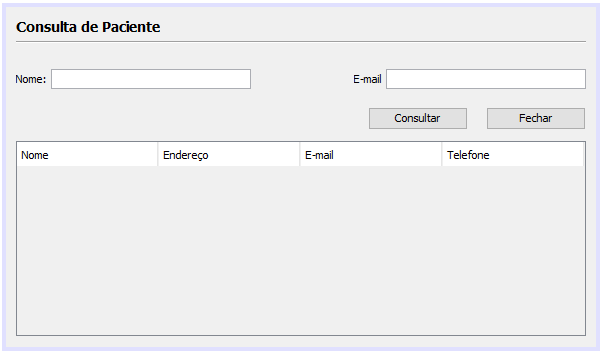 Consulta de Paciente
Nome: E-mail
Consultar Fechar
Nome Endereço E-mail Telefone